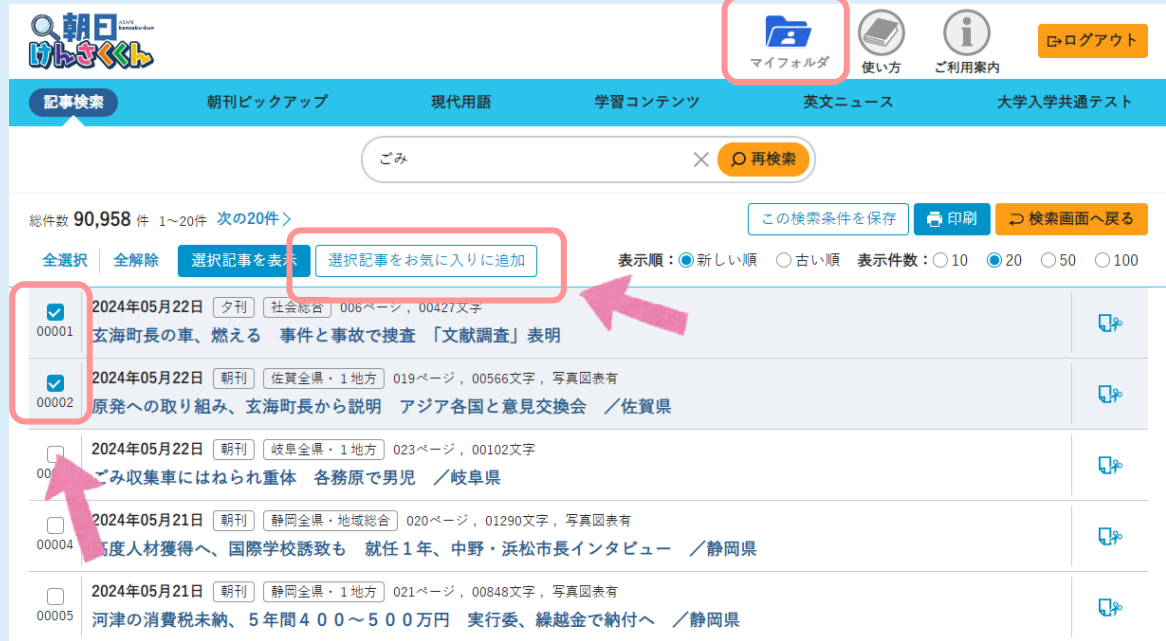 朝日
ASAHI
kensaku-kun
けんさくくん
マイフォルダ
使い方
ご利用案内
ログアウト
記事検索 朝刊ピックアップ 現代用語 学習コンテンツ 英文ニュース 大学入学共通テスト
ごみ 再検索
総件数 90,958 件 1～20件 次の20件
この検索条件を保存 印刷 検索画面へ戻る
全選択 全解除 選択記事を表示 選択記事をお気に入りに追加 表示順：新しい順 古い順 表示件数：10 20 50 100
2024年05月22日 夕刊 社会総合 006ページ, 00427文字
00001 玄海町長の車、燃える 事件と事故で捜査 「文献調査」表明
2024年05月22日 朝刊 佐賀全県・１地方 019ページ, 00566文字, 写真図表有
00002 原発への取り組み、玄海町長から説明 アジア各国と意見交換会 ／佐賀県
2024年05月22日 朝刊 岐阜全県・１地方 023ページ, 00102文字
ごみ収集車にはねられ重体 各務原で男児 ／岐阜県
2024年05月21日 朝刊 静岡全県・地域総合 020ページ, 01290文字, 写真図表有
00004 高度人材獲得へ、国際学校誘致も 就任１年、中野・浜松市長インタビュー ／静岡県
2024年05月21日 朝刊 静岡全県・１地方 021ページ, 00848文字, 写真図表有
00005 河津の消費税未納、５年間４００～５００万円 実行委、繰越金で納付へ ／静岡県